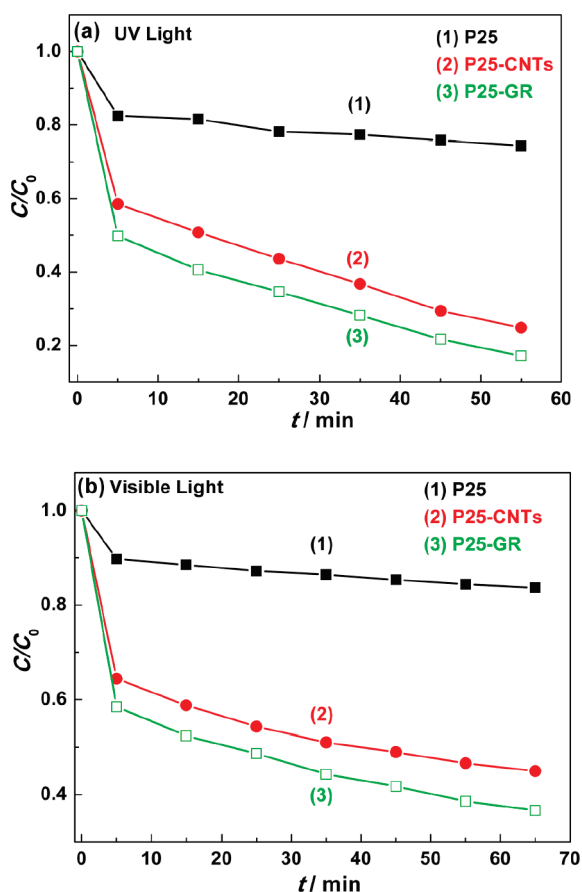 (a) UV Light
(1) P25
(2) P25-CNTs
(3) P25-GR
1.0
0.8
0.6
0.4
0.2
C/C0
(1)
(2)
(3)
0 10 20 30 40 50 60
t / min
(b) Visible Light
(1) P25
(2) P25-CNTs
(3) P25-GR
1.0
0.8
0.6
0.4
C/C0
(1)
(2)
(3)
0 10 20 30 40 50 60 70
t / min